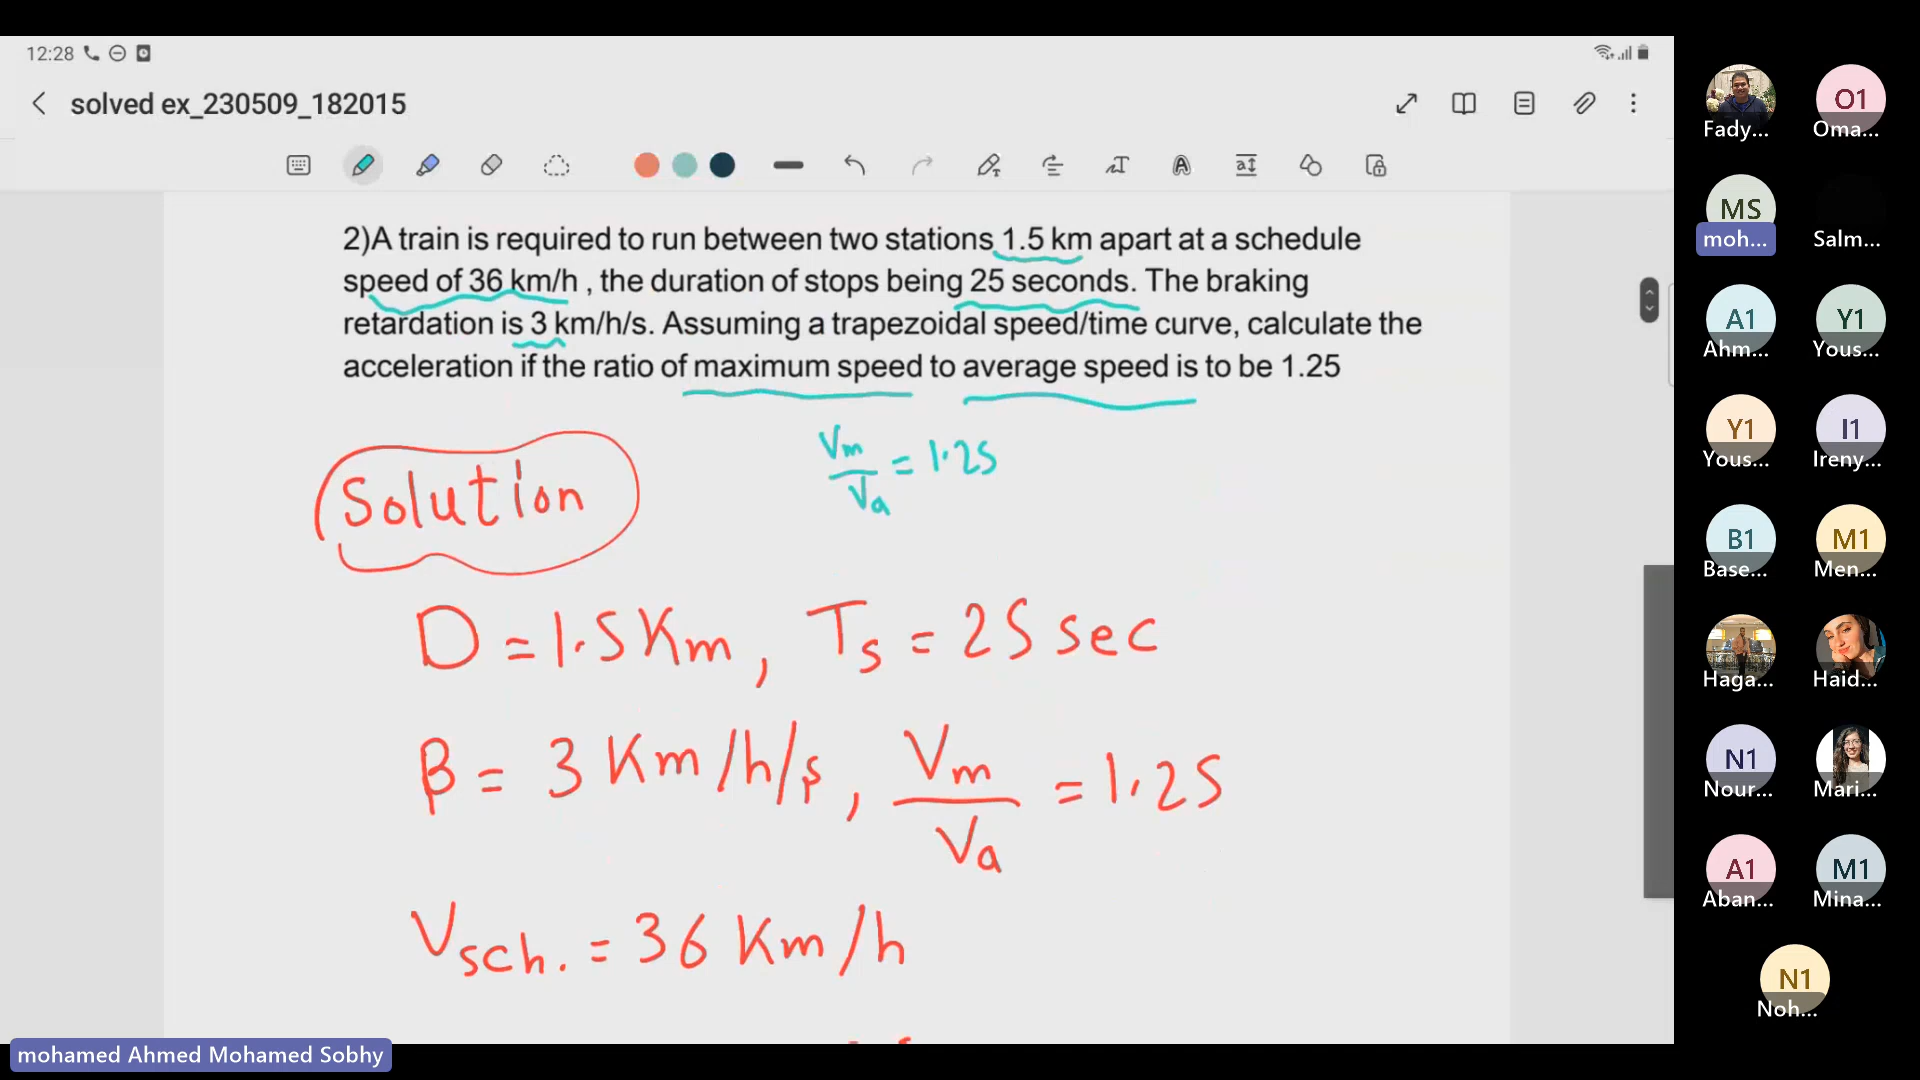 12:28
solved ex_230509_182015
2)A train is required to run between two stations 1.5 km apart at a schedule
speed of 36 km/h , the duration of stops being 25 seconds. The braking
retardation is 3 km/h/s. Assuming a trapezoidal speed/time curve, calculate the
acceleration if the ratio of maximum speed to average speed is to be 1.25
Vm
Va
= 1.25
Solution
D = 1.5 Km , Ts = 25 sec
β = 3 Km/h/s , Vm
Va
= 1.25
Vsch. = 36 Km/h
mohamed Ahmed Mohamed Sobhy
Fady...
O1
Oma...
MS
moh...
Salm...
A1
Ahm...
Y1
Yous...
Y1
Yous...
I1
Ireny...
B1
Base...
M1
Men...
Haga...
Haid...
N1
Nour...
Mari...
A1
Aban...
M1
Mina...
N1
Noh...